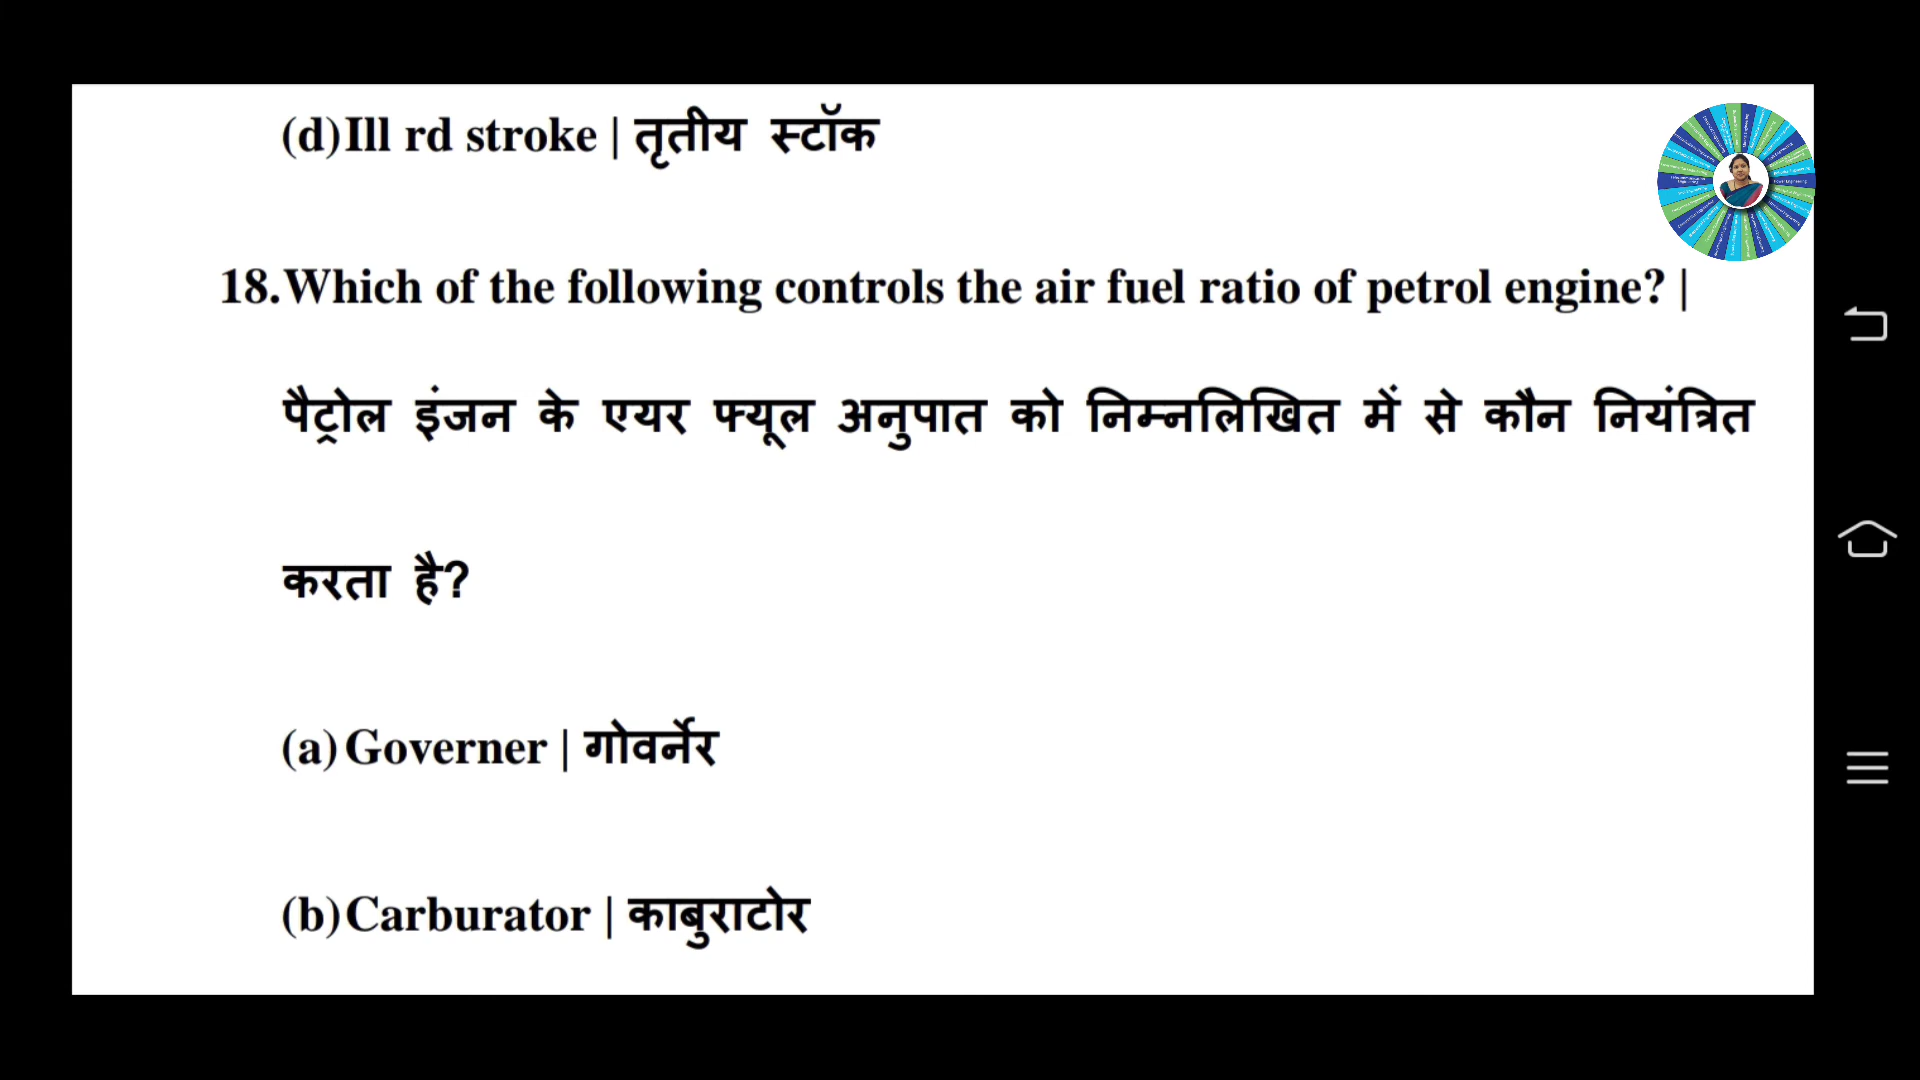 (d) Ill rd stroke | तृतीय स्टॉक
18. Which of the following controls the air fuel ratio of petrol engine? |
पैट्रोल इंजन के एयर फ्यूल अनुपात को निम्नलिखित में से कौन नियंत्रित
करता है?
(a) Governer | गोवर्नेर
(b) Carburator | काबुराटोर